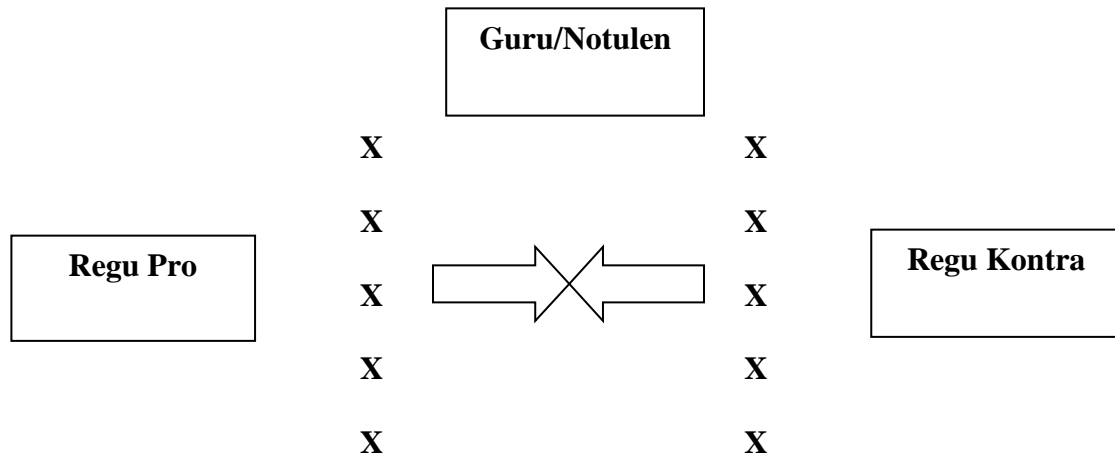 Guru/Notulen
X X
X X
Regu Pro Regu Kontra
X X
X X
X X